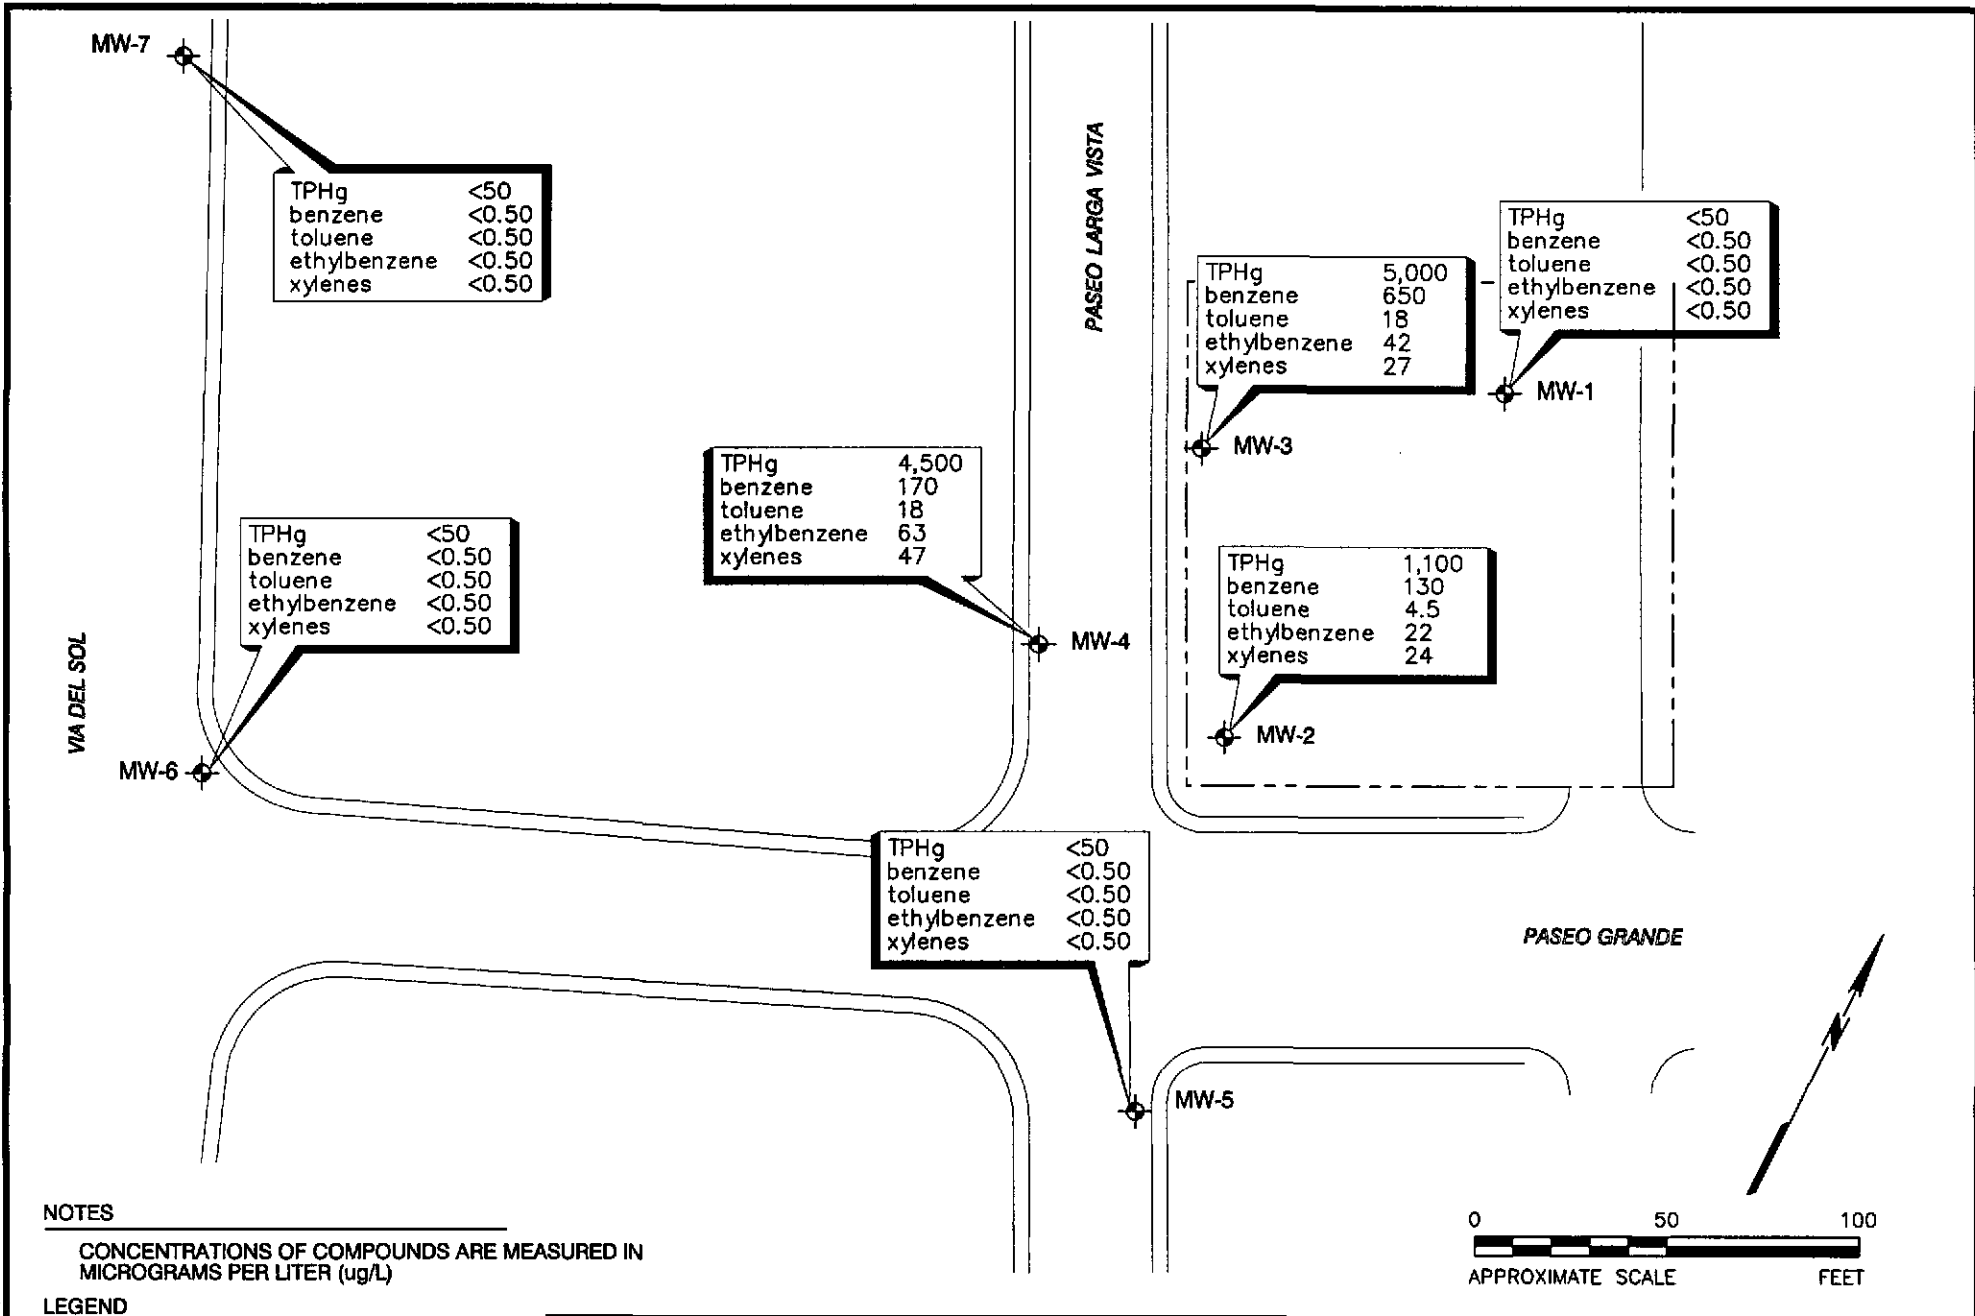 MW-7
TPHg <50
benzene <0.50
toluene <0.50
ethylbenzene <0.50
xylenes <0.50
PASEO LARGA VISTA
TPHg <50
benzene <0.50
toluene <0.50
ethylbenzene <0.50
xylenes <0.50
MW-1
TPHg 5,000
benzene 650
toluene 18
ethylbenzene 42
xylenes 27
MW-3
TPHg 4,500
benzene 170
toluene 18
ethylbenzene 63
xylenes 47
MW-4
TPHg <50
benzene <0.50
toluene <0.50
ethylbenzene <0.50
xylenes <0.50
MW-6
VIA DEL SOL
TPHg 1,100
benzene 130
toluene 4.5
ethylbenzene 22
xylenes 24
MW-2
TPHg <50
benzene <0.50
toluene <0.50
ethylbenzene <0.50
xylenes <0.50
MW-5
PASEO GRANDE
N
NOTES
CONCENTRATIONS OF COMPOUNDS ARE MEASURED IN
MICROGRAMS PER LITER (ug/L)
LEGEND
0 50 100
APPROXIMATE SCALE FEET